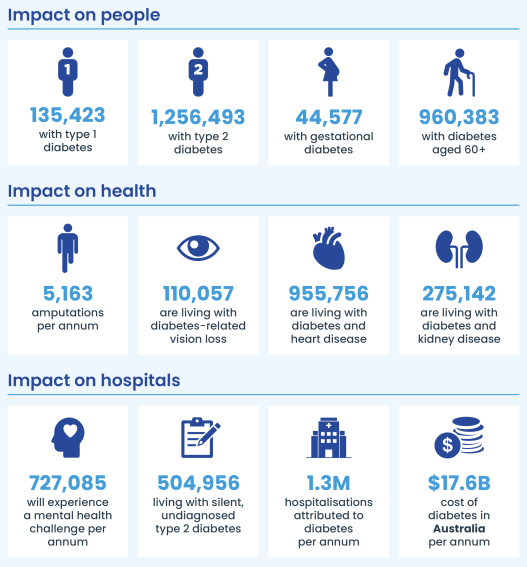 Impact on people
1
135,423
with type 1
diabetes
2
1,256,493
with type 2
diabetes
44,577
with gestational
diabetes
960,383
with diabetes
aged 60+
Impact on health
5,163
amputations
per annum
110,057
are living with
diabetes-related
vision loss
955,756
are living with
diabetes and
heart disease
275,142
are living with
diabetes and
kidney disease
Impact on hospitals
727,085
will experience
a mental health
challenge per
annum
504,956
living with silent,
undiagnosed
type 2 diabetes
1.3M
hospitalisations
attributed to
diabetes
per annum
$
$17.6B
cost of
diabetes in
Australia
per annum